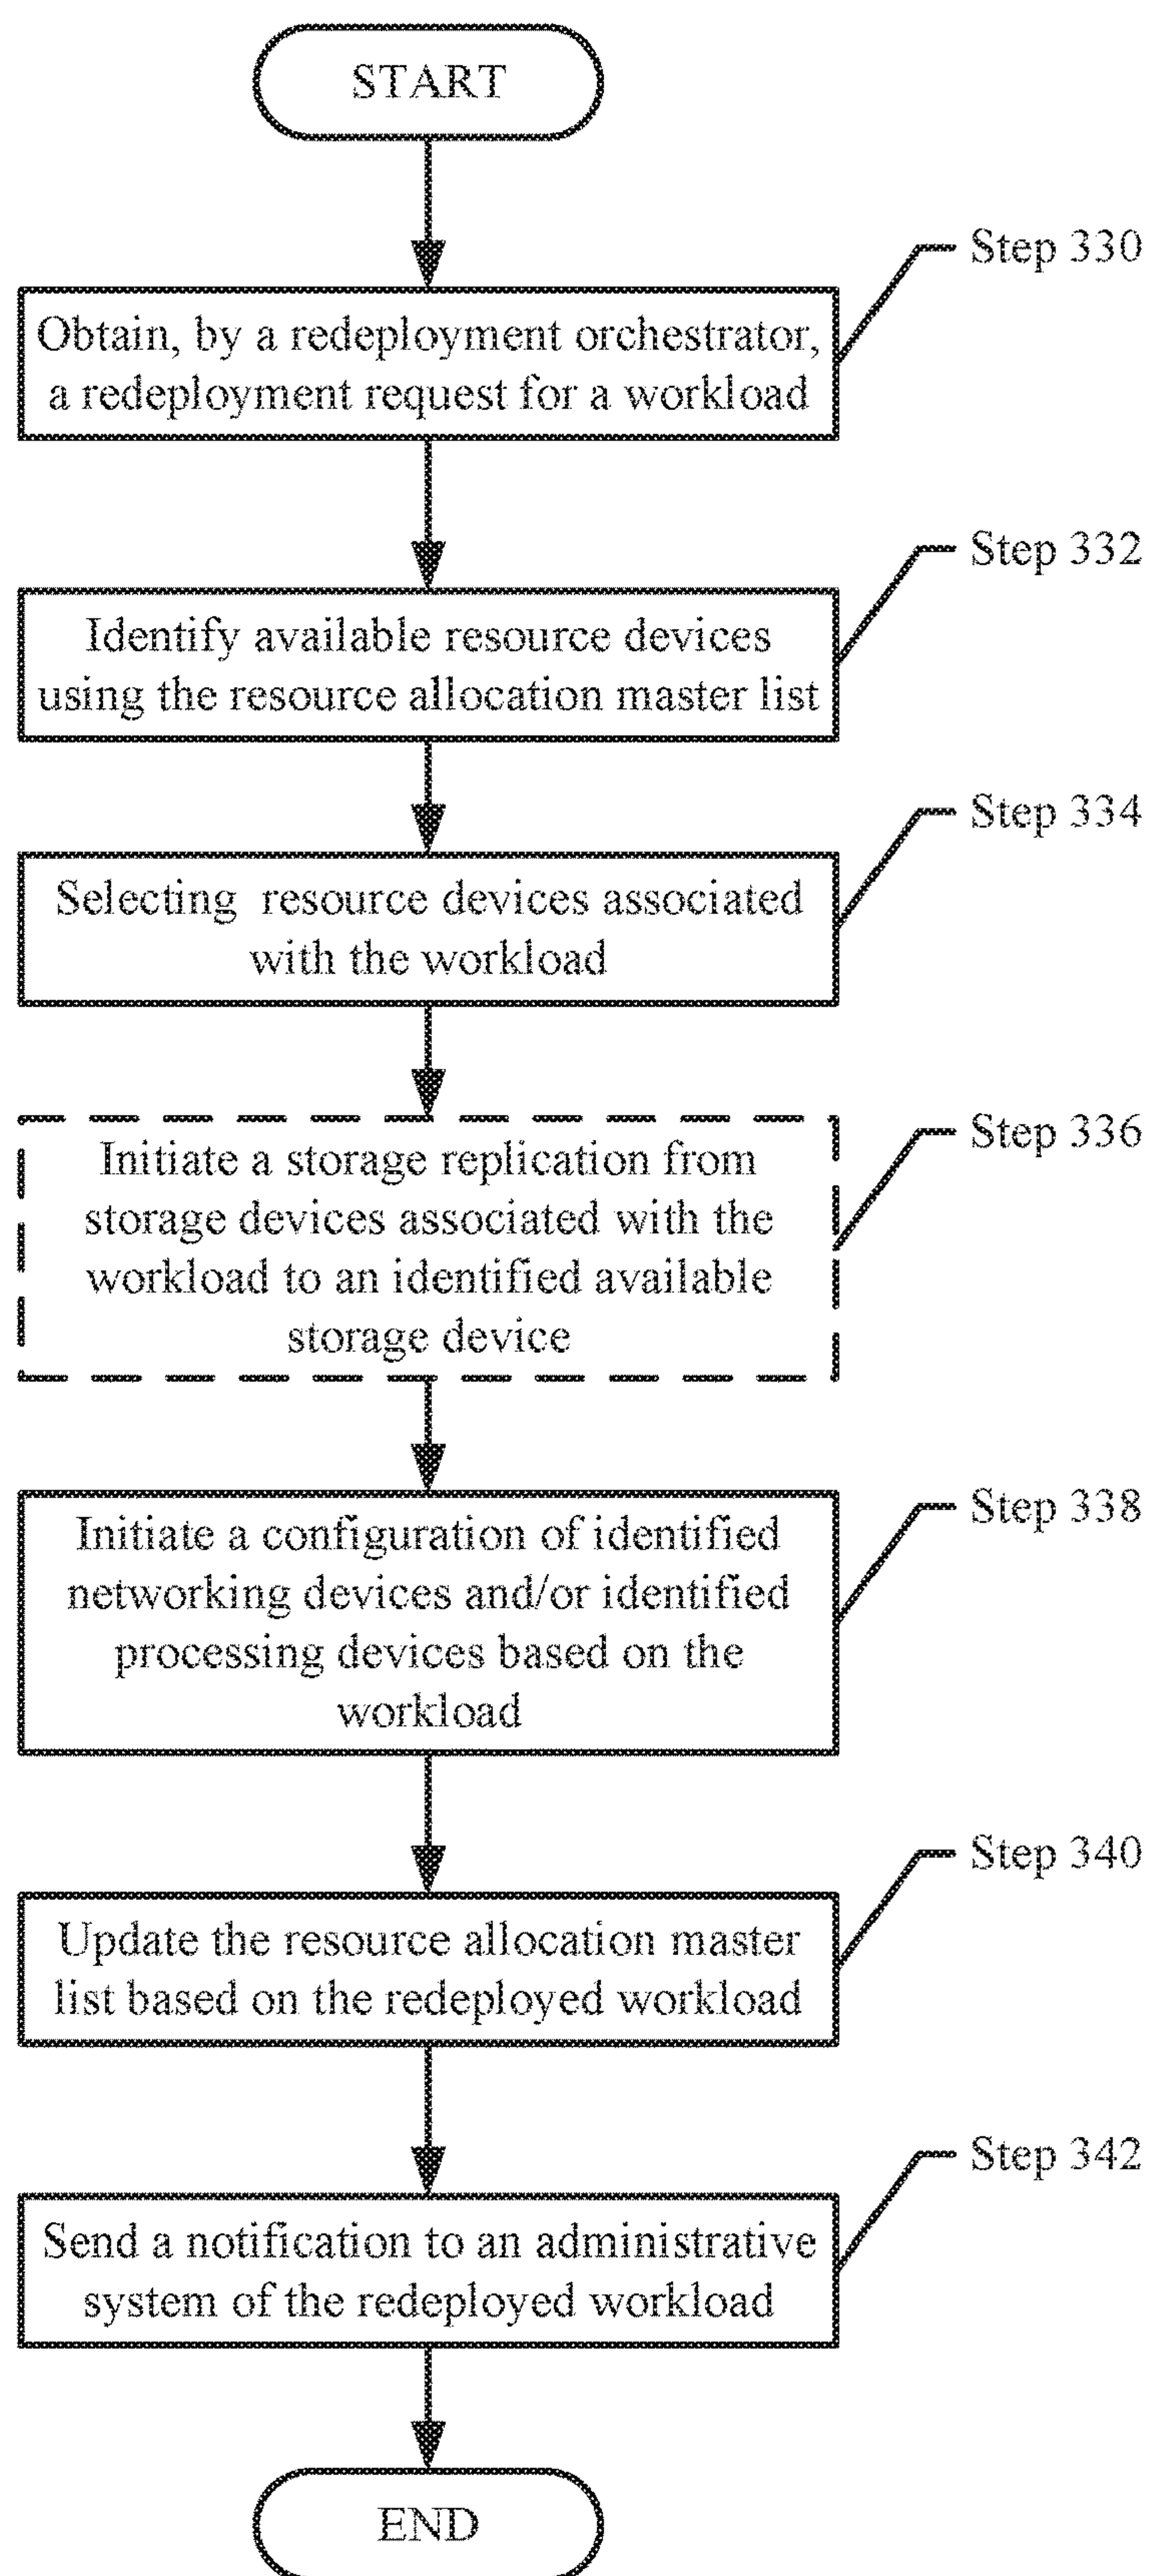 START
Step 330
Obtain, by a redeployment orchestrator,
a redeployment request for a workload
Step 332
Identify available resource devices
using the resource allocation master list
Step 334
Selecting resource devices associated
with the workload
Step 336
Initiate a storage replication from
storage devices associated with the
workload to an identified available
storage device
Step 338
Initiate a configuration of identified
networking devices and/or identified
processing devices based on the
workload
Step 340
Update the resource allocation master
list based on the redeployed workload
Step 342
Send a notification to an administrative
system of the redeployed workload
END